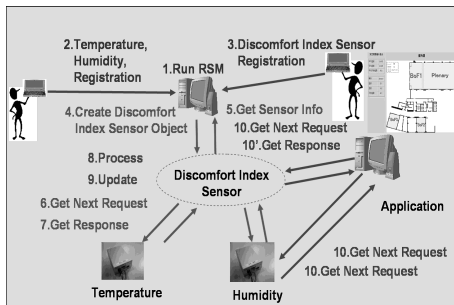 2.Temperature,
Humidity,
Registration
3.Discomfort Index Sensor
Registration
1.Run RSM
4.Create Discomfort
Index Sensor Object
5.Get Sensor Info
10.Get Next Request
10'.Get Response
8.Process
9.Update
Discomfort Index
Sensor
6.Get Next Request
7.Get Response
Application
10.Get Next Request
10.Get Next Request
Temperature
Humidity
BoF1
Plenary